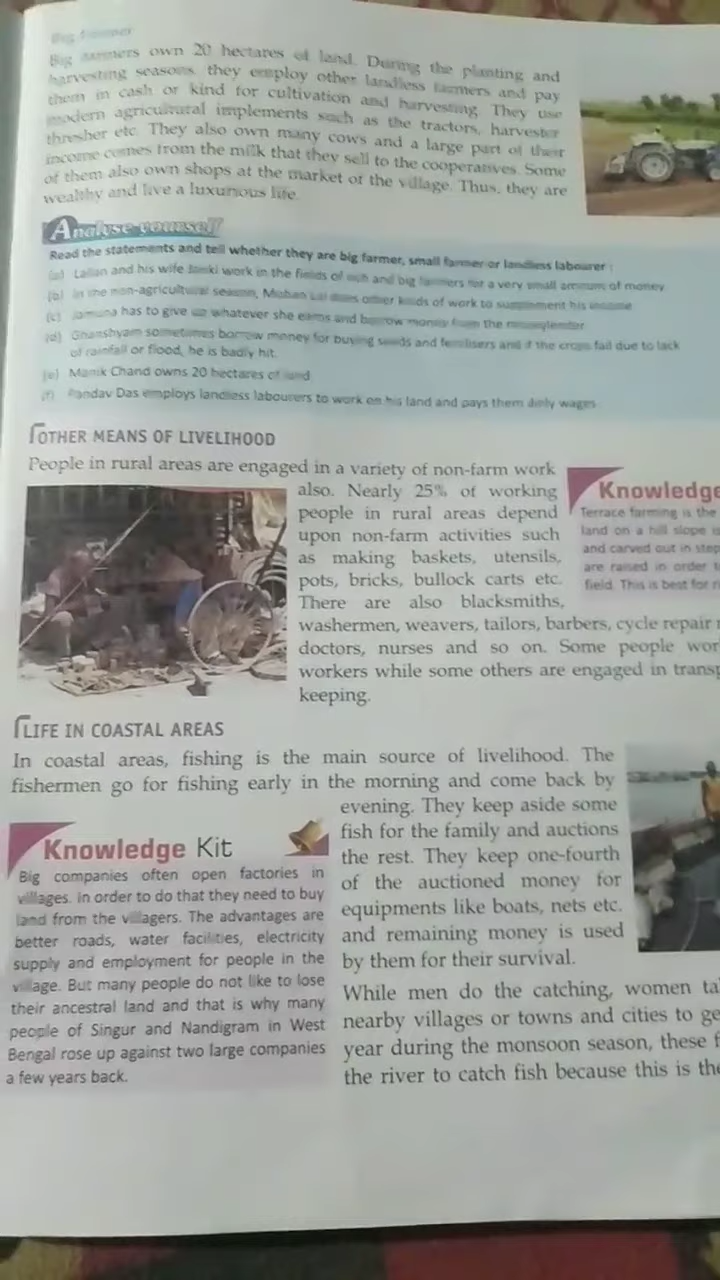 Big Farmer
Big farmers own 20 hectares of land. During the planting and
harvesting seasons, they employ other landless farmers and pay
them in cash or kind for cultivation and harvesting. They use
modern agricultural implements such as the tractors, harvester
thresher etc. They also own many cows and a large part of their
income comes from the milk that they sell to the cooperatives. Some
of them also own shops at the market of the village. Thus, they are
wealthy and live a luxurious life.
Analyse yourself
Read the statements and tell whether they are big farmer, small farmer or landless labourer :
(a) Lallan and his wife Janki work in the fields of rich and big farmers for a very small amount of money.
(b) In the non-agricultural season, Mohan Lal does other kinds of work to supplement his income.
(c) Jamuna has to give up whatever she earns and borrow money from the moneylender.
(d) Ghanshyam sometimes borrow money for buying seeds and fertilisers and if the crops fail due to lack
of rainfall or flood, he is badly hit.
(e) Manik Chand owns 20 hectares of land.
(f) Pandav Das employs landless labourers to work on his land and pays them daily wages.
OTHER MEANS OF LIVELIHOOD
People in rural areas are engaged in a variety of non-farm work
also. Nearly 25% of working
people in rural areas depend
upon non-farm activities such
as making baskets, utensils,
pots, bricks, bullock carts etc.
There are also blacksmiths,
washermen, weavers, tailors, barbers, cycle repair
doctors, nurses and so on. Some people wor
workers while some others are engaged in transp
keeping.
Knowledge
Terrace farming is the
land on a hill slope
and carved out in step
are raised in order t
field. This is best for
LIFE IN COASTAL AREAS
In coastal areas, fishing is the main source of livelihood. The
fishermen go for fishing early in the morning and come back by
evening. They keep aside some
fish for the family and auctions
the rest. They keep one-fourth
of the auctioned money for
equipments like boats, nets etc.
and remaining money is used
by them for their survival.
While men do the catching, women ta
nearby villages or towns and cities to ge
year during the monsoon season, these f
the river to catch fish because this is the
Knowledge Kit
Big companies often open factories in
villages. In order to do that they need to buy
land from the villagers. The advantages are
better roads, water facilities, electricity
supply and employment for people in the
village. But many people do not like to lose
their ancestral land and that is why many
people of Singur and Nandigram in West
Bengal rose up against two large companies
a few years back.